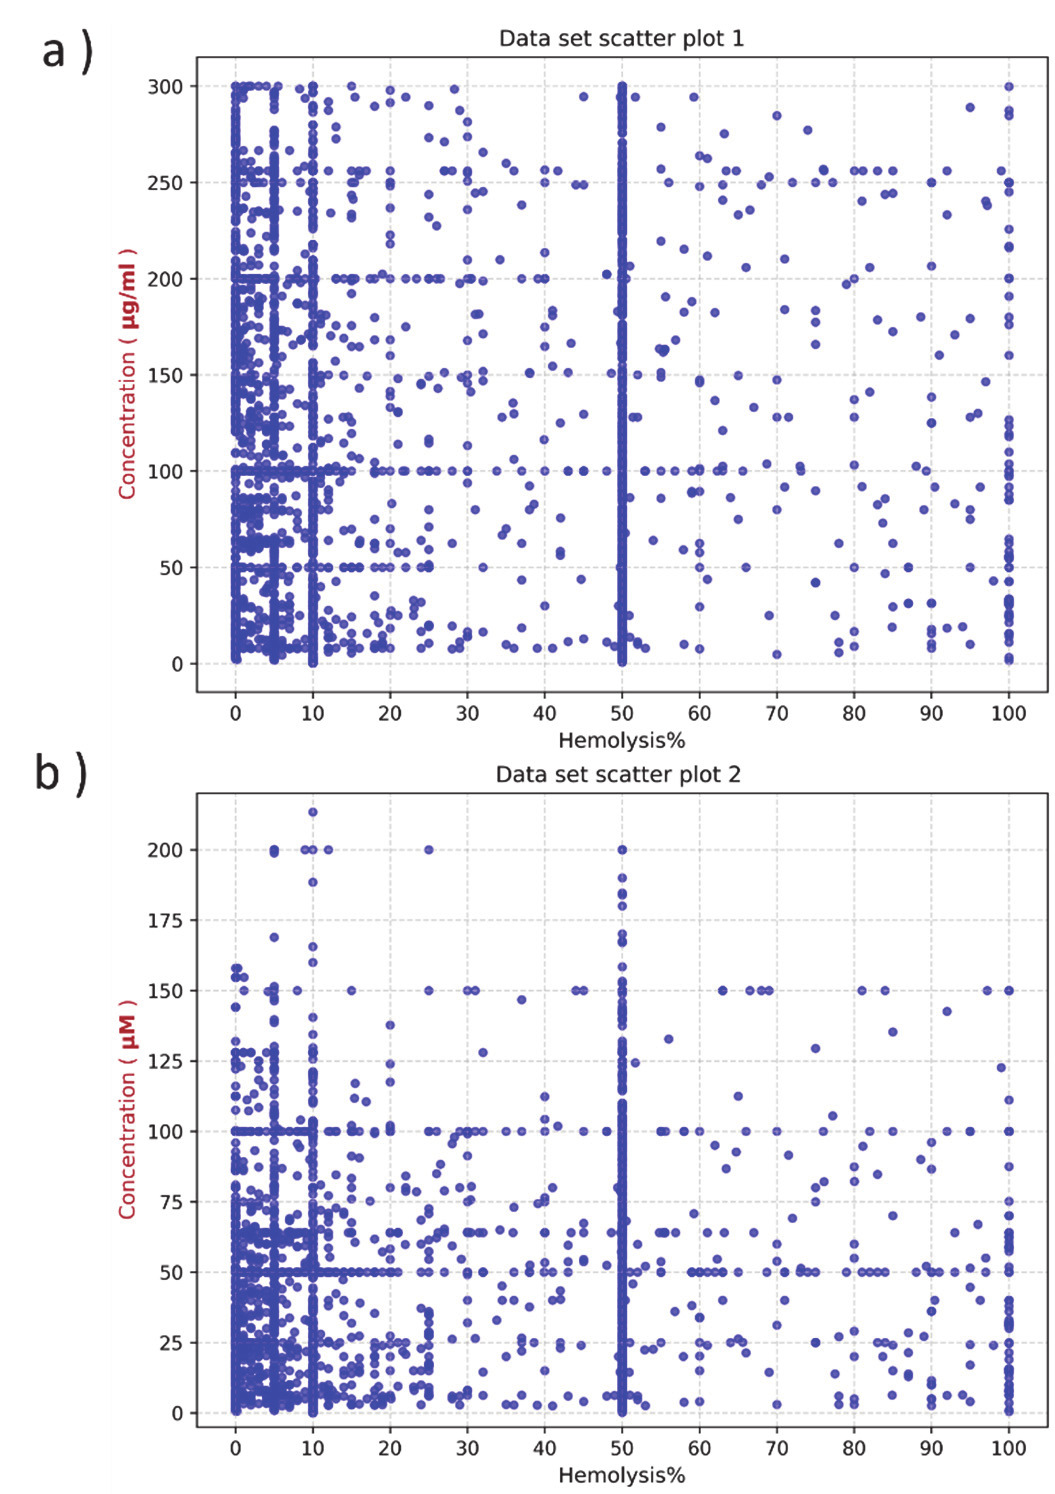 a )
Data set scatter plot 1
300
250
200
150
100
50
0
Concentration ( µg/ml )
0 10 20 30 40 50 60 70 80 90 100
Hemolysis%
b )
Data set scatter plot 2
200
175
150
125
100
75
50
25
0
Concentration ( µM )
0 10 20 30 40 50 60 70 80 90 100
Hemolysis%